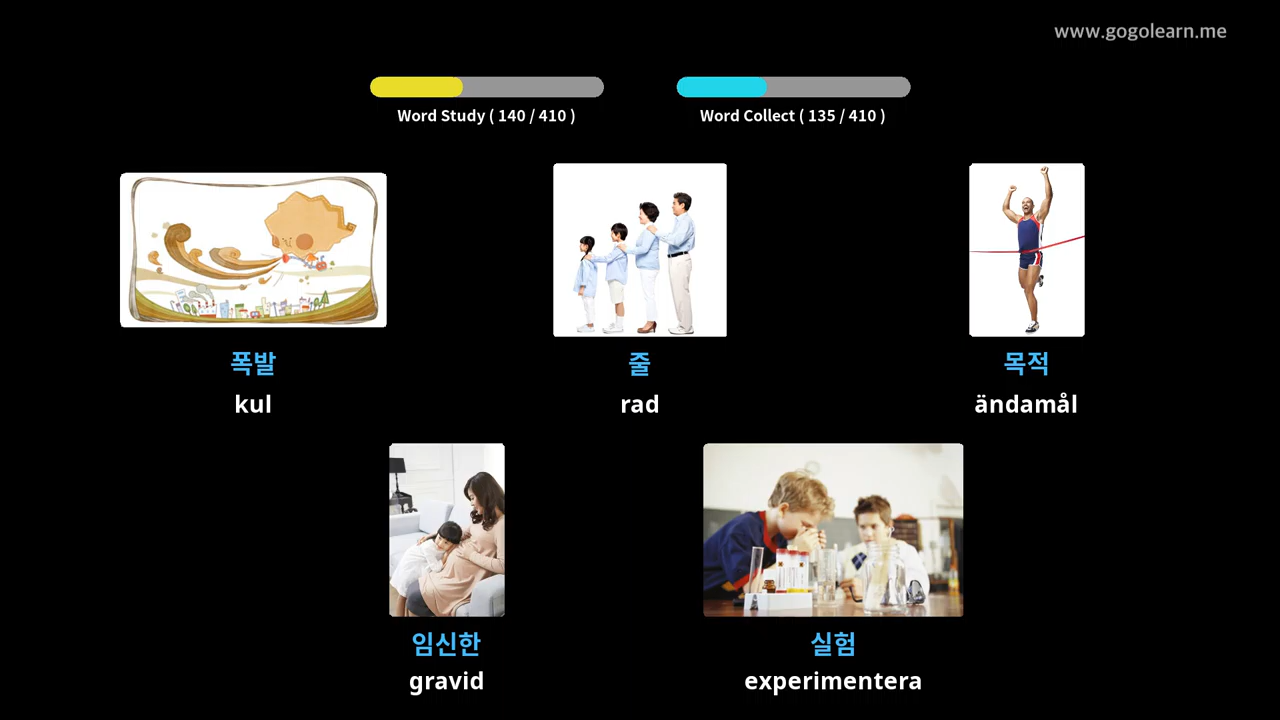 www.gogolearn.me
Word Study ( 140 / 410 )
Word Collect ( 135 / 410 )
폭발
줄
목적
kul
rad
ändamål
임신한
실험
gravid
experimentera